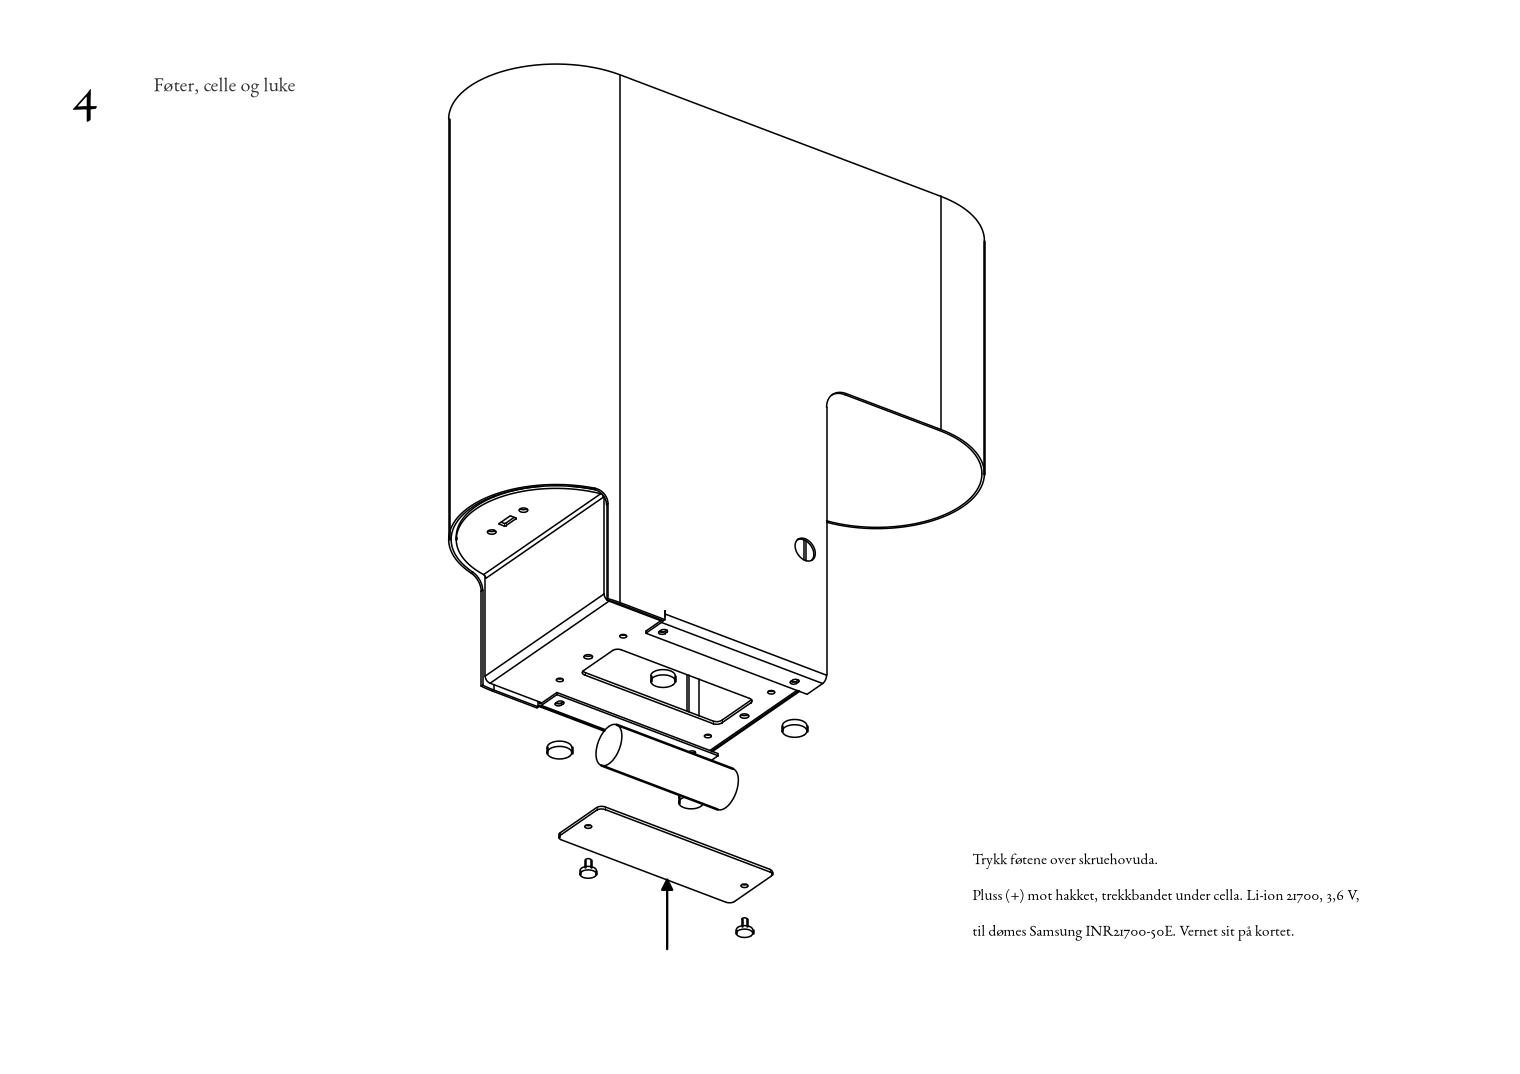 4
Føter, celle og luke
Trykk føtene over skruehovuda.
Pluss (+) mot hakket, trekkbandet under cella. Li-ion 21700, 3,6 V,
til dømes Samsung INR21700-50E. Vernet sit på kortet.